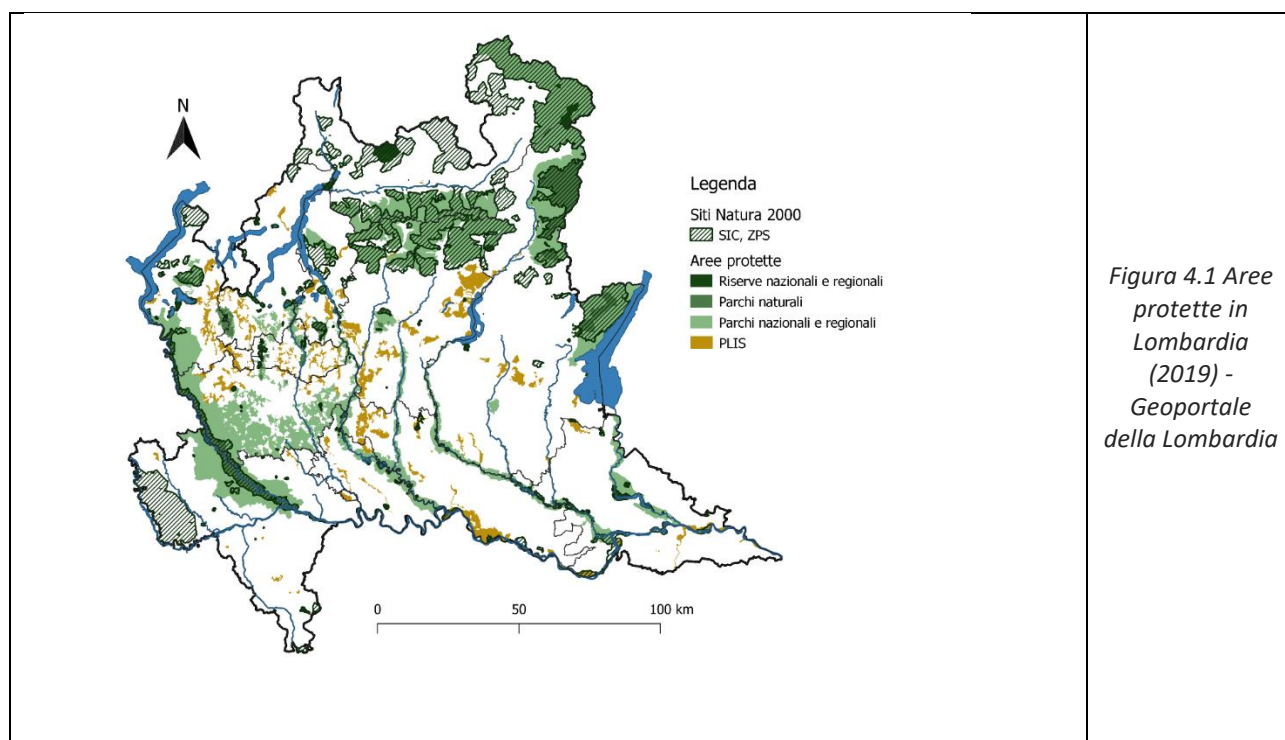 N
Legenda
Siti Natura 2000
SIC, ZPS
Aree protette
Riserve nazionali e regionali
Parchi naturali
Parchi nazionali e regionali
PLIS
0 50 100 km
Figura 4.1 Aree
protette in
Lombardia
(2019) -
Geoportale
della Lombardia